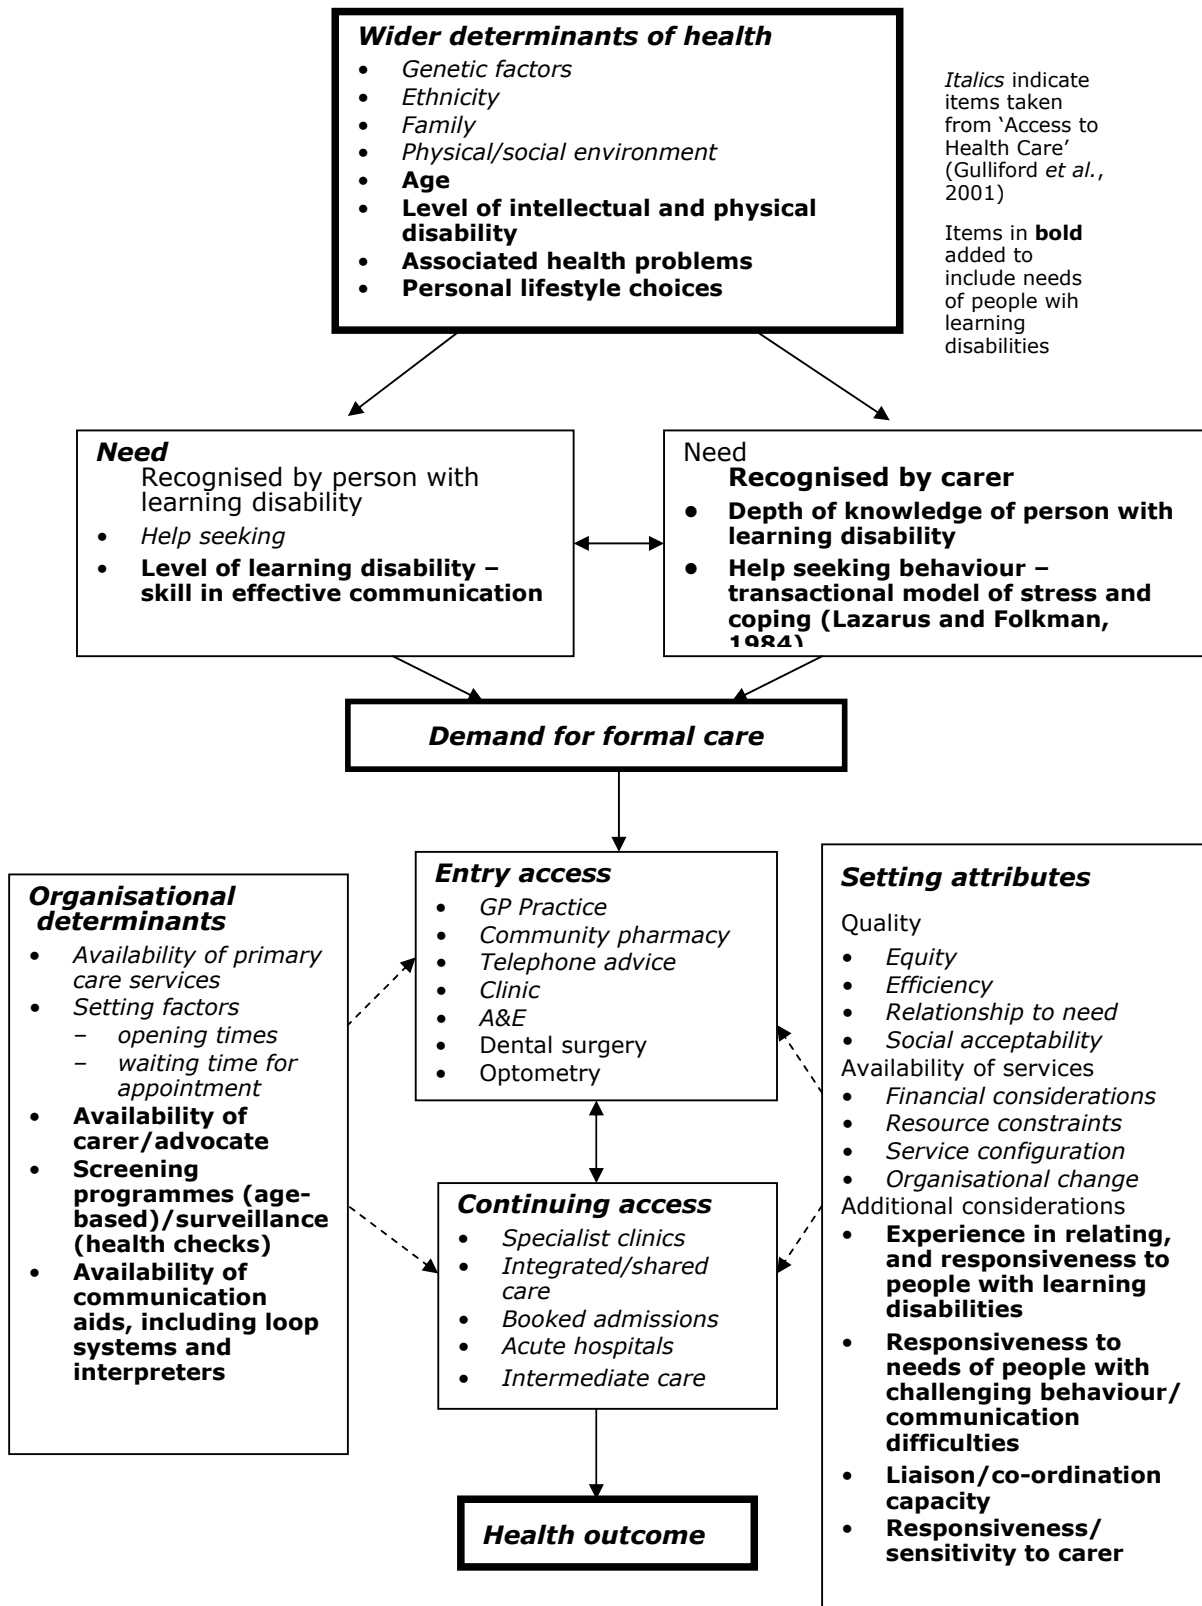 Wider determinants of health
• Genetic factors
• Ethnicity
• Family
• Physical/social environment
• Age
• Level of intellectual and physical
disability
• Associated health problems
• Personal lifestyle choices
Italics indicate
items taken
from ‘Access to
Health Care’
(Gulliford et al.,
2001)
Items in bold
added to
include needs
of people wih
learning
disabilities
Need
Recognised by person with
learning disability
• Help seeking
• Level of learning disability –
skill in effective communication
Need
Recognised by carer
• Depth of knowledge of person with
learning disability
• Help seeking behaviour –
transactional model of stress and
coping (Lazarus and Folkman,
1984)
Demand for formal care
Organisational
determinants
• Availability of primary
care services
• Setting factors
– opening times
– waiting time for
appointment
• Availability of
carer/advocate
• Screening
programmes (age-
based)/surveillance
(health checks)
• Availability of
communication
aids, including loop
systems and
interpreters
Entry access
• GP Practice
• Community pharmacy
• Telephone advice
• Clinic
• A&E
• Dental surgery
• Optometry
Continuing access
• Specialist clinics
• Integrated/shared
care
• Booked admissions
• Acute hospitals
• Intermediate care
Health outcome
Setting attributes
Quality
• Equity
• Efficiency
• Relationship to need
• Social acceptability
Availability of services
• Financial considerations
• Resource constraints
• Service configuration
• Organisational change
Additional considerations
• Experience in relating,
and responsiveness to
people with learning
disabilities
• Responsiveness to
needs of people with
challenging behaviour/
communication
difficulties
• Liaison/co-ordination
capacity
• Responsiveness/
sensitivity to carer